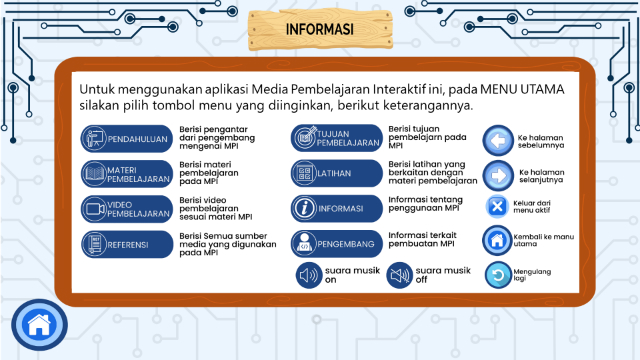 INFORMASI
Untuk menggunakan aplikasi Media Pembelajaran Interaktif ini, pada MENU UTAMA
silakan pilih tombol menu yang diinginkan, berikut keterangannya.
PENDAHULUAN
Berisi pengantar
dari pengembang
mengenai MPI
MATERI
PEMBELAJARAN
Berisi materi
pembelajaran
pada MPI
VIDEO
PEMBELAJARAN
Berisi video
pembelajaran
sesuai materi MPI
REFERENSI
Berisi Semua sumber
media yang digunakan
pada MPI
TUJUAN
PEMBELAJARAN
Berisi tujuan
pembelajarn pada
MPI
LATIHAN
Berisi latihan yang
berkaitan dengan
materi pembelajaran
INFORMASI
Informasi tentang
penggunaan MPI
PENGEMBANG
Informasi terkait
pembuatan MPI
suara musik
on
suara musik
off
Ke halaman
sebelumnya
Ke halaman
selanjutnya
Keluar dari
menu aktif
Kembali ke manu
utama
Mengulang
lagi